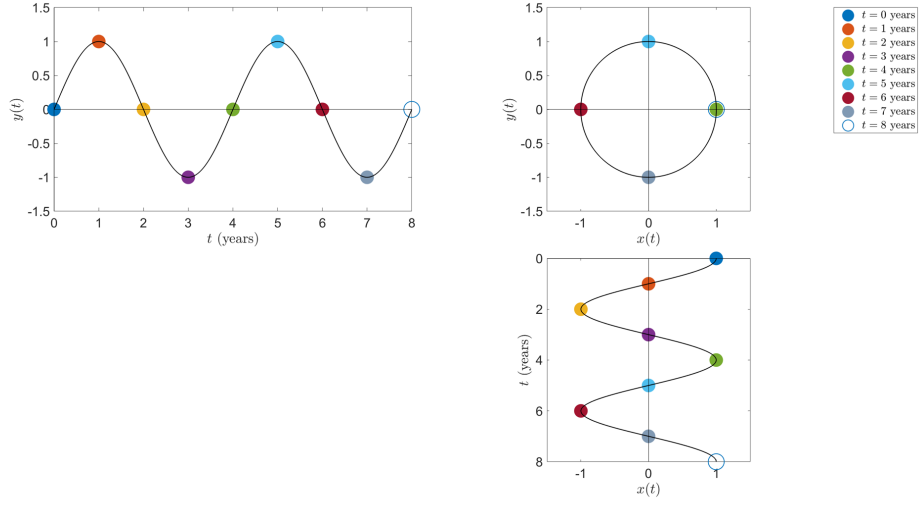 1.5
1
0.5
0
-0.5
-1
-1.5
y(t)
0 1 2 3 4 5 6 7 8
t (years)
1.5
1
0.5
0
-0.5
-1
-1.5
y(t)
-1 0 1
x(t)
t = 0 years
t = 1 years
t = 2 years
t = 3 years
t = 4 years
t = 5 years
t = 6 years
t = 7 years
t = 8 years
0
2
4
6
8
t (years)
-1 0 1
x(t)